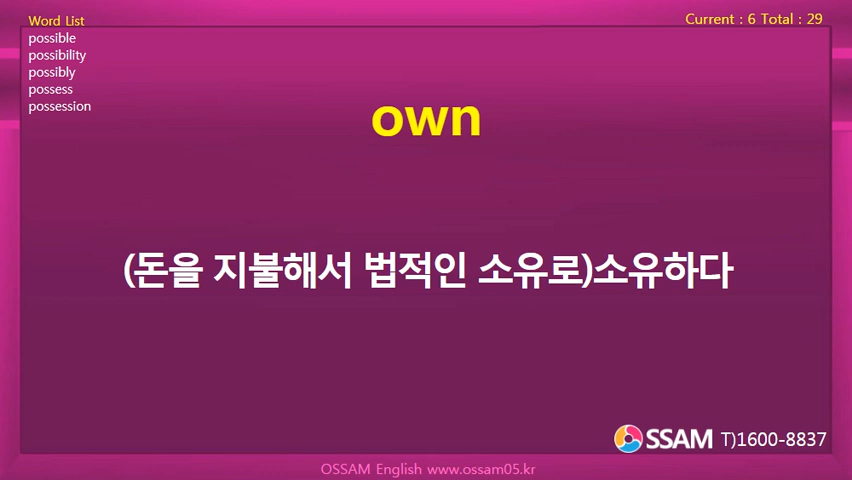 Word List
Current : 6 Total : 29
possible
possibility
possibly
possess
possession
own
(돈을 지불해서 법적인 소유로)소유하다
OSSAM T)1600-8837
OSSAM English www.ossam05.kr